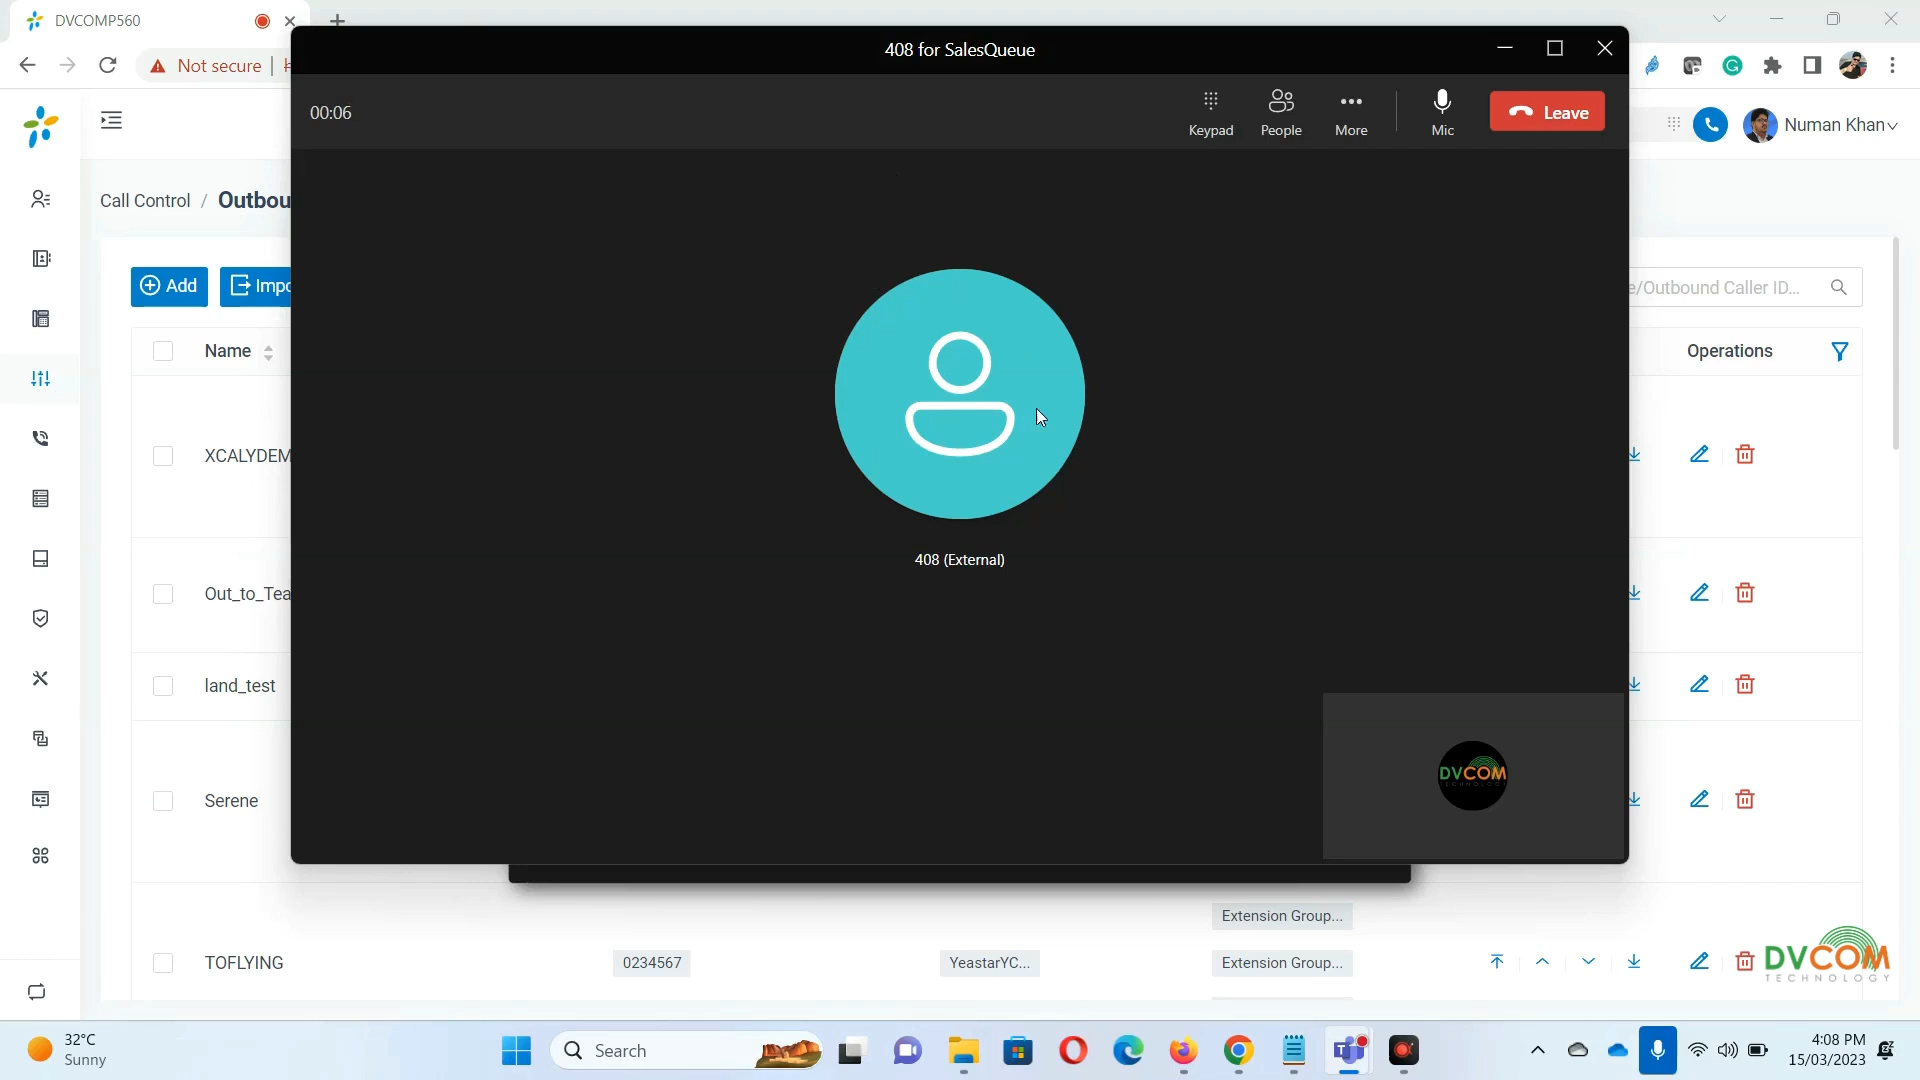 DVCOMP560
408 for SalesQueue
Not secure
00:06
Keypad
People
More
Mic
Leave
Numan Khan
Call Control / Outbou
Add
Impo
e/Outbound Caller ID...
Name
Operations
XCALYDEM
Out_to_Tea
408 (External)
land_test
DVCOM
TECHNOLOGY
Serene
Extension Group...
TOFLYING
0234567
YeastarYC...
Extension Group...
DVCOM
TECHNOLOGY
32°C
Sunny
Search
4:08 PM
15/03/2023